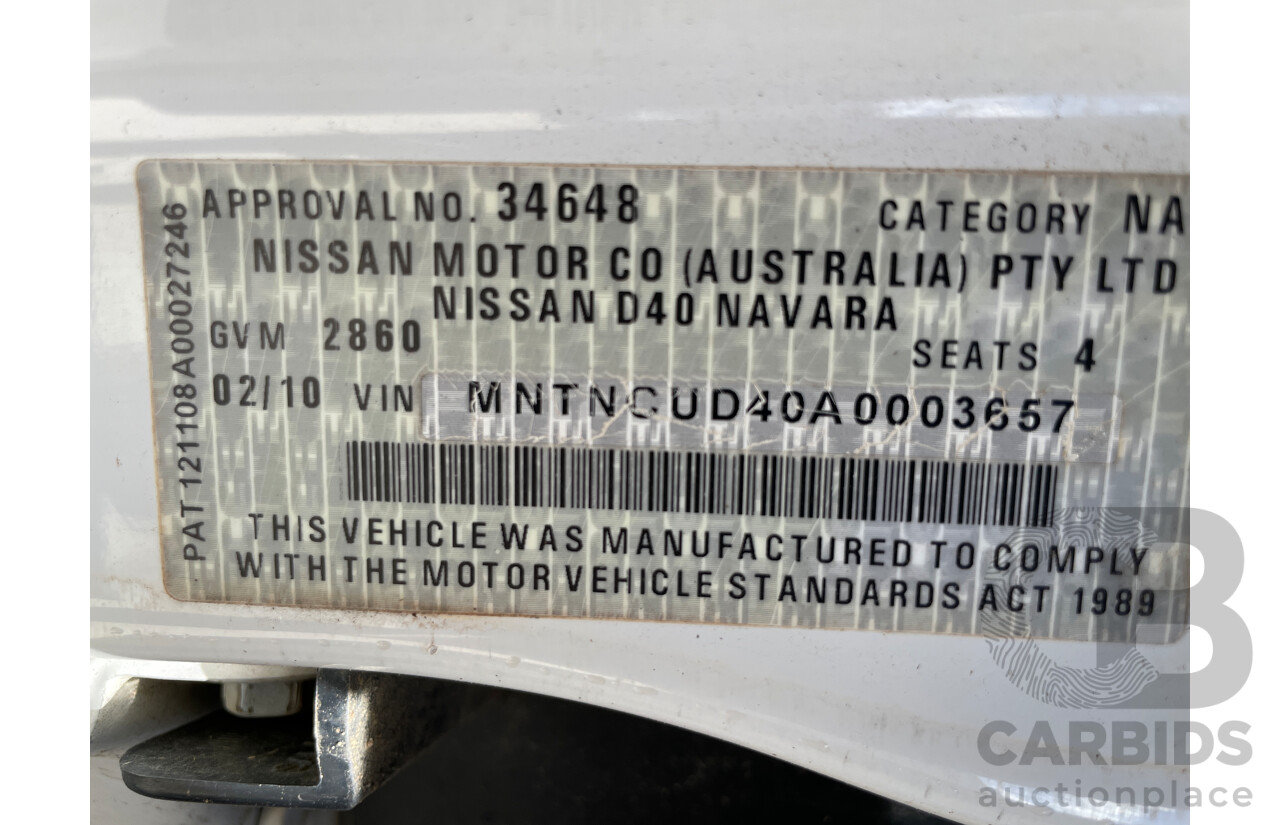 APPROVAL NO. 34648 CATEGORY NA
NISSAN MOTOR CO (AUSTRALIA) PTY LTD
NISSAN D40 NAVARA
GVM 2860 SEATS 4
02/10 VIN MNTNCUD40A0003657
THIS VEHICLE WAS MANUFACTURED TO COMPLY
WITH THE MOTOR VEHICLE STANDARDS ACT 1989
PAT 121108A000027246
CB
CARBIDS
auctionplace